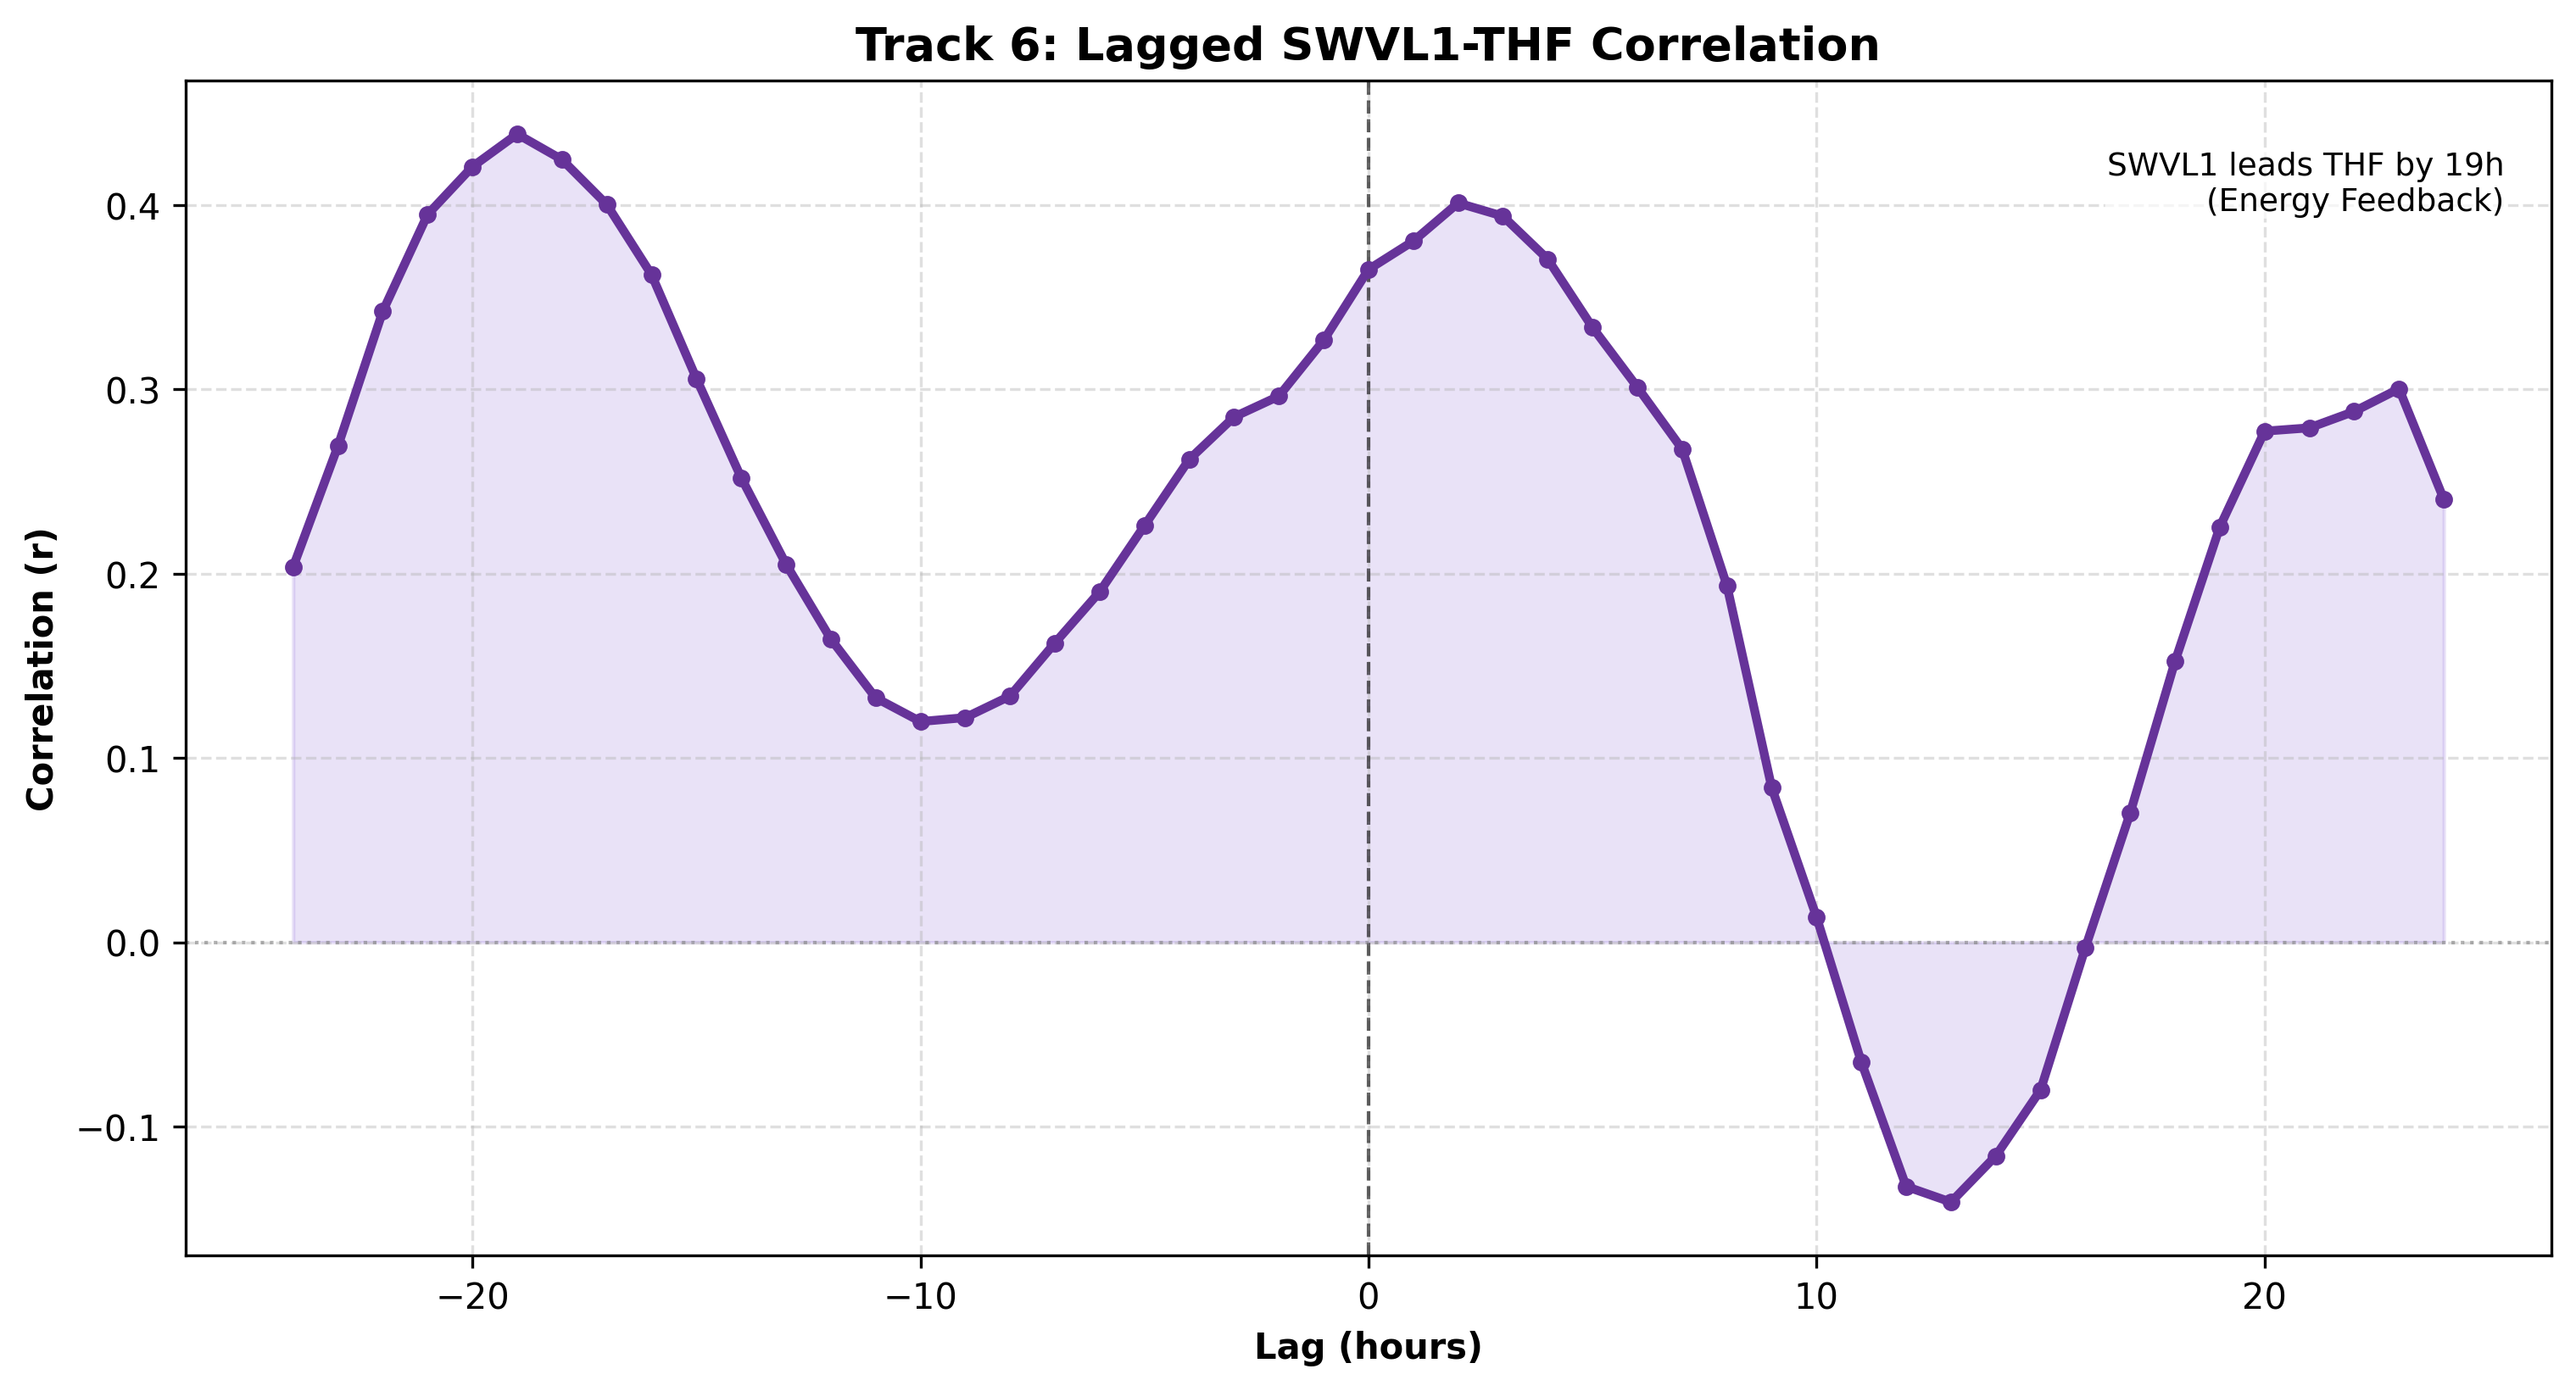 Track 6: Lagged SWVL1-THF Correlation
SWVL1 leads THF by 19h
(Energy Feedback)
Correlation (r)
0.4
0.3
0.2
0.1
0.0
−0.1
−20
−10
0
10
20
Lag (hours)